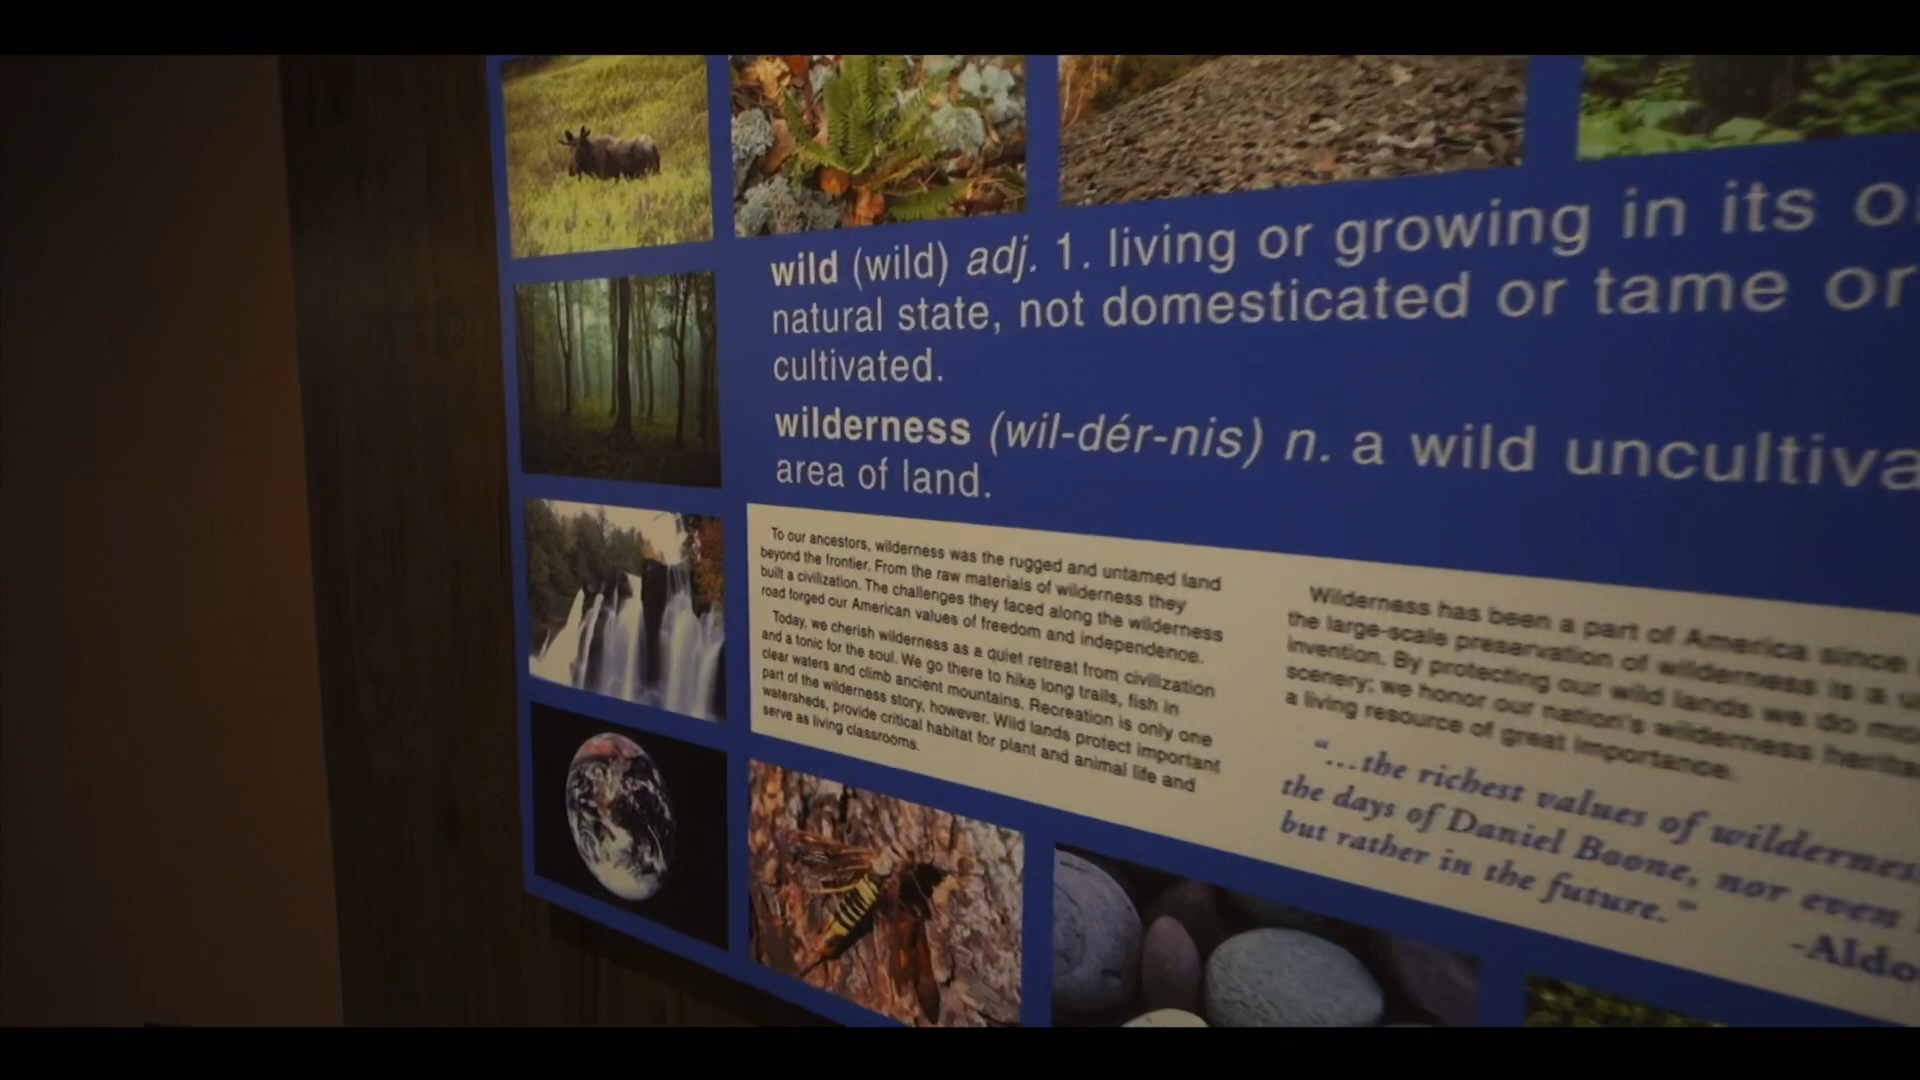 wild (wild) adj. 1. living or growing in its
natural state, not domesticated or tame or
cultivated.
wilderness (wil-dér-nis) n. a wild
area of land.
To our ancestors, wilderness was the rugged and untamed land
beyond the frontier. From the raw materials of wilderness they
built a civilization. The challenges they faced along the wilderness
road forged our American values of freedom and independence.
Today, we cherish wilderness as a quiet retreat from civilization
and a tonic for the soul. We go there to hike long trails, fish in
clear waters and climb ancient mountains. Recreation is only one
part of the wilderness story, however. Wild lands protect important
watersheds, provide critical habitat for plant and animal life and
serve as living classrooms.
Wilderness has been a part of America since
the large-scale preservation of wilderness is a
invention. By protecting our wild lands we do
scenery; we honor our nation's wilderness
a living resource of great importance.
"...the richest values of
the days of Daniel Boone, nor even
but rather in the future."